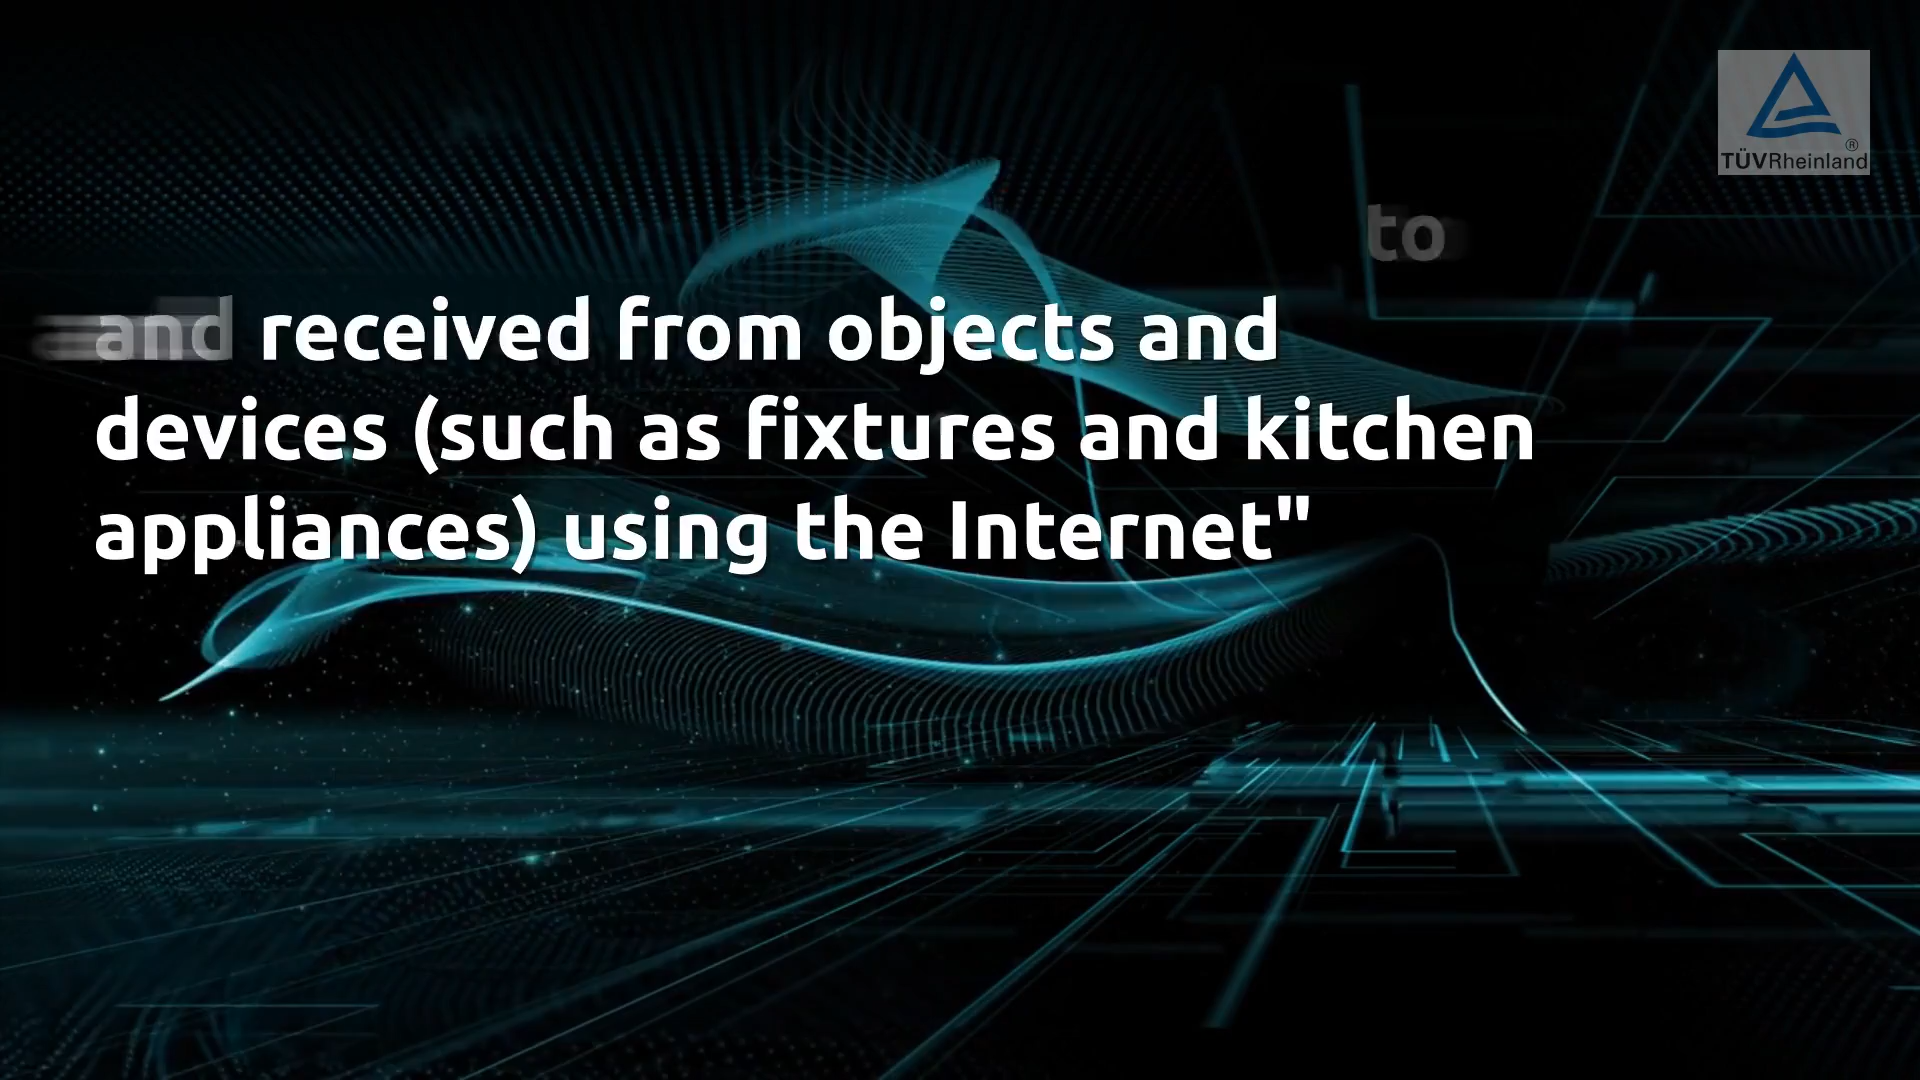 ®
TÜVRheinland
to
and received from objects and
devices (such as fixtures and kitchen
appliances) using the Internet"